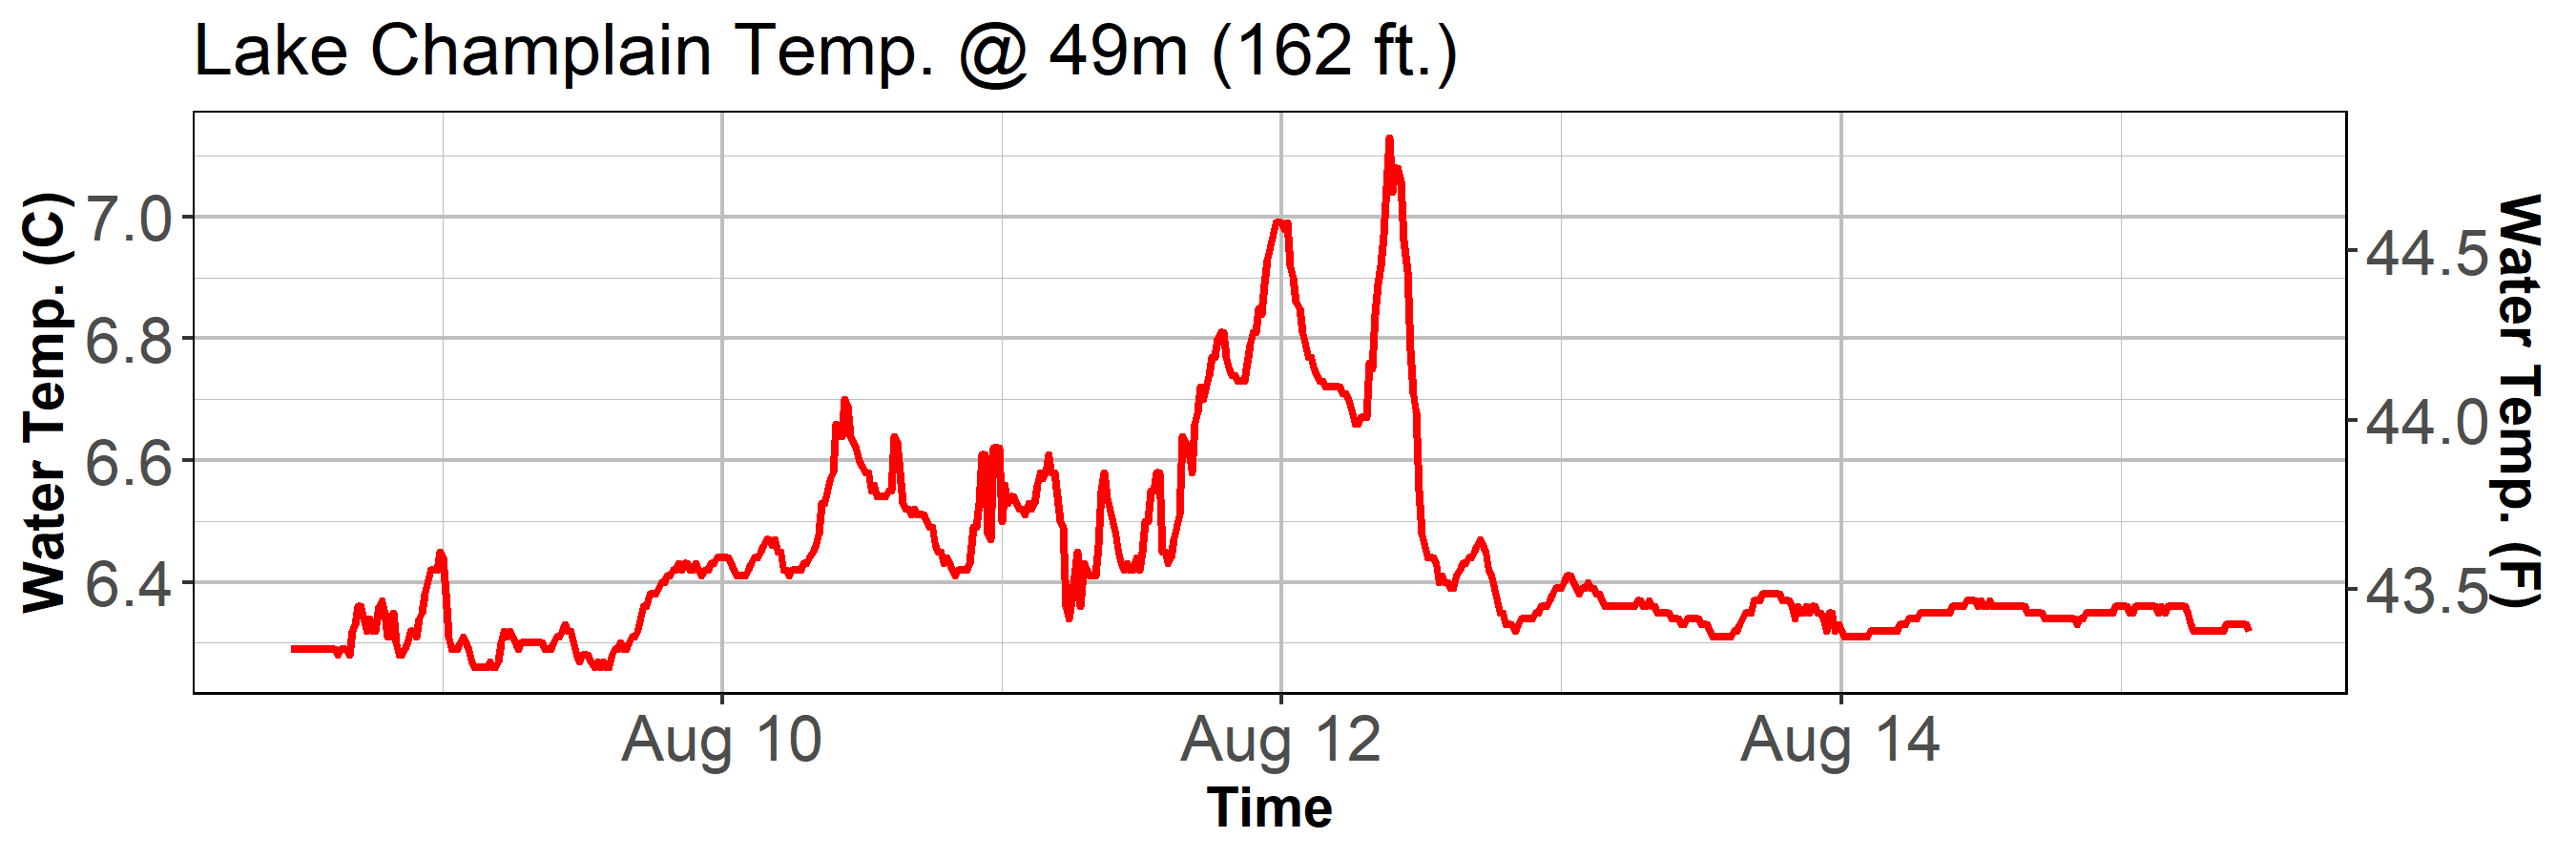 Lake Champlain Temp. @ 49m (162 ft.)
Water Temp. (C)
7.0
6.8
6.6
6.4
44.5
44.0
43.5
Water Temp. (F)
Aug 10
Aug 12
Aug 14
Time